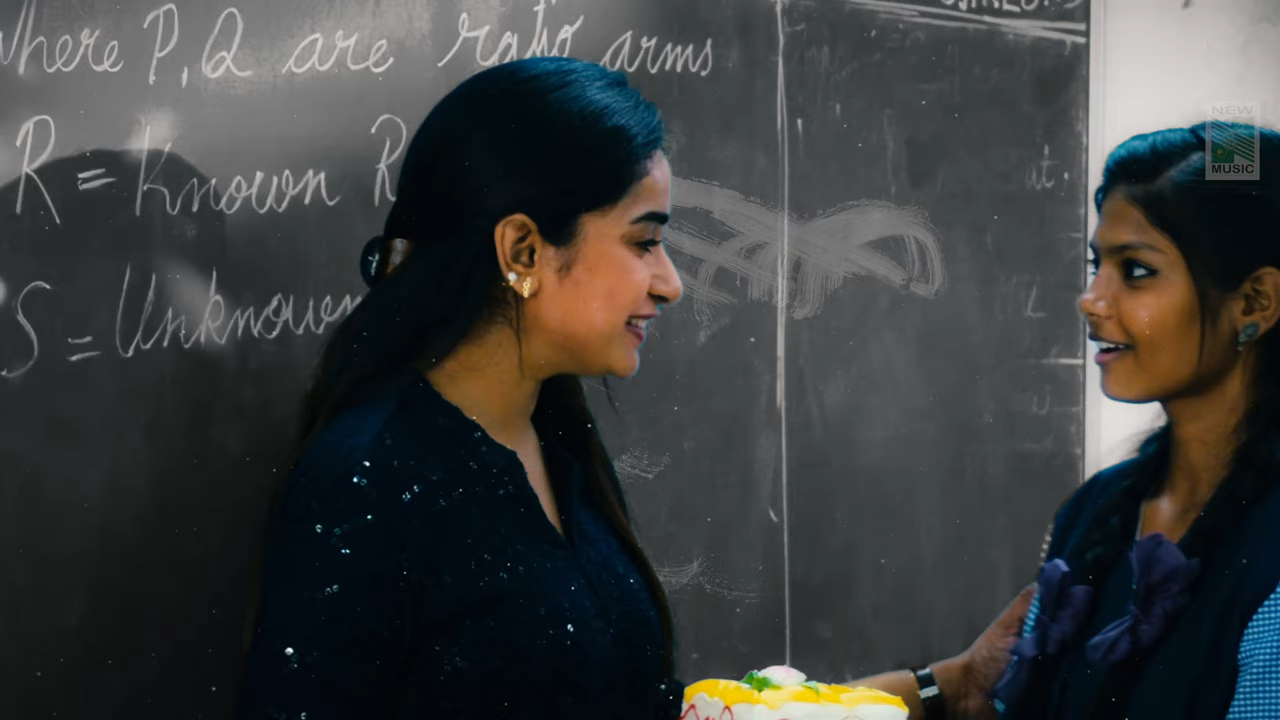 Where P, Q are ratio arms
R = Known R
S = Unknown
NEW
MUSIC